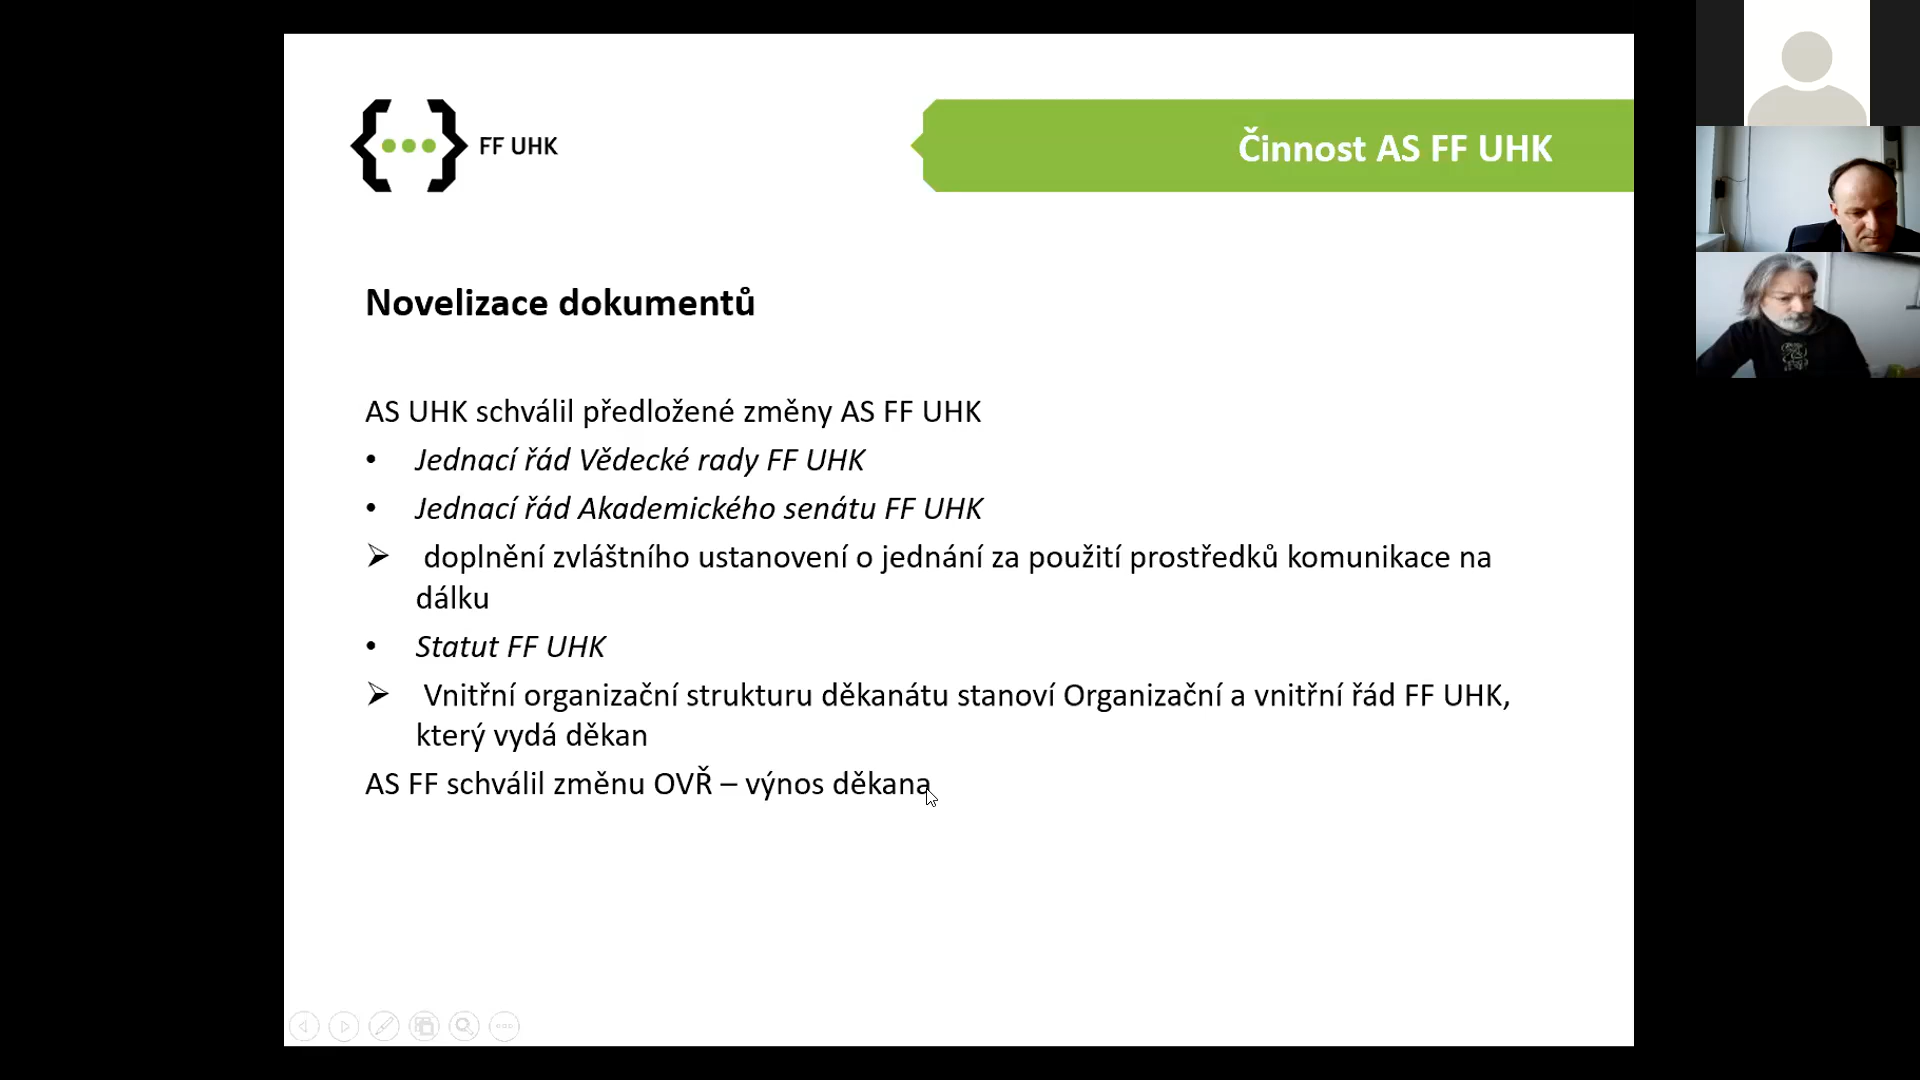 FF UHK
Činnost AS FF UHK
Novelizace dokumentů
AS UHK schválil předložené změny AS FF UHK
• Jednací řád Vědecké rady FF UHK
• Jednací řád Akademického senátu FF UHK
➢ doplnění zvláštního ustanovení o jednání za použití prostředků komunikace na
dálku
• Statut FF UHK
➢ Vnitřní organizační strukturu děkanátu stanoví Organizační a vnitřní řád FF UHK,
který vydá děkan
AS FF schválil změnu OVŘ – výnos děkana